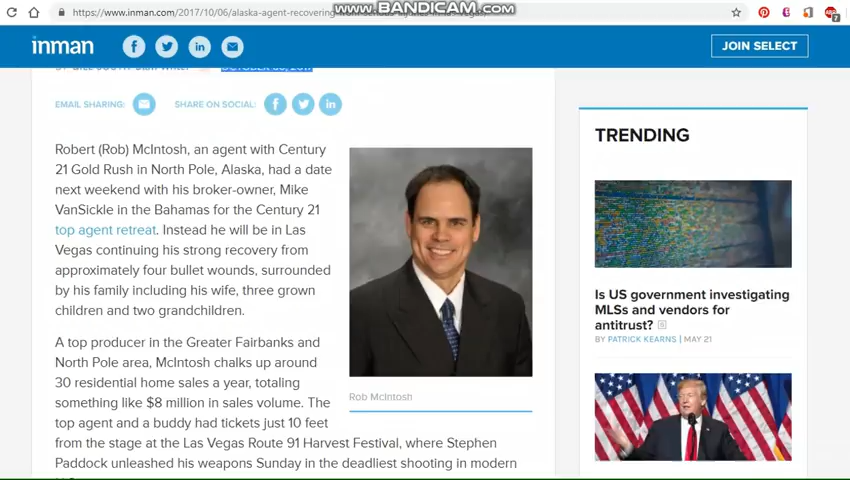 https://www.inman.com/2017/10/06/alaska-agent-recovering-from-
WWW.BANDICAM.COM
inman
JOIN SELECT
EMAIL SHARING:
SHARE ON SOCIAL:
TRENDING
Robert (Rob) McIntosh, an agent with Century
21 Gold Rush in North Pole, Alaska, had a date
next weekend with his broker-owner, Mike
VanSickle in the Bahamas for the Century 21
top agent retreat. Instead he will be in Las
Vegas continuing his strong recovery from
approximately four bullet wounds, surrounded
by his family including his wife, three grown
children and two grandchildren.
A top producer in the Greater Fairbanks and
North Pole area, McIntosh chalks up around
30 residential home sales a year, totaling
something like $8 million in sales volume. The
top agent and a buddy had tickets just 10 feet
from the stage at the Las Vegas Route 91 Harvest Festival, where Stephen
Paddock unleashed his weapons Sunday in the deadliest shooting in modern
Rob McIntosh
Is US government investigating
MLSs and vendors for
antitrust?
BY PATRICK KEARNS | MAY 21